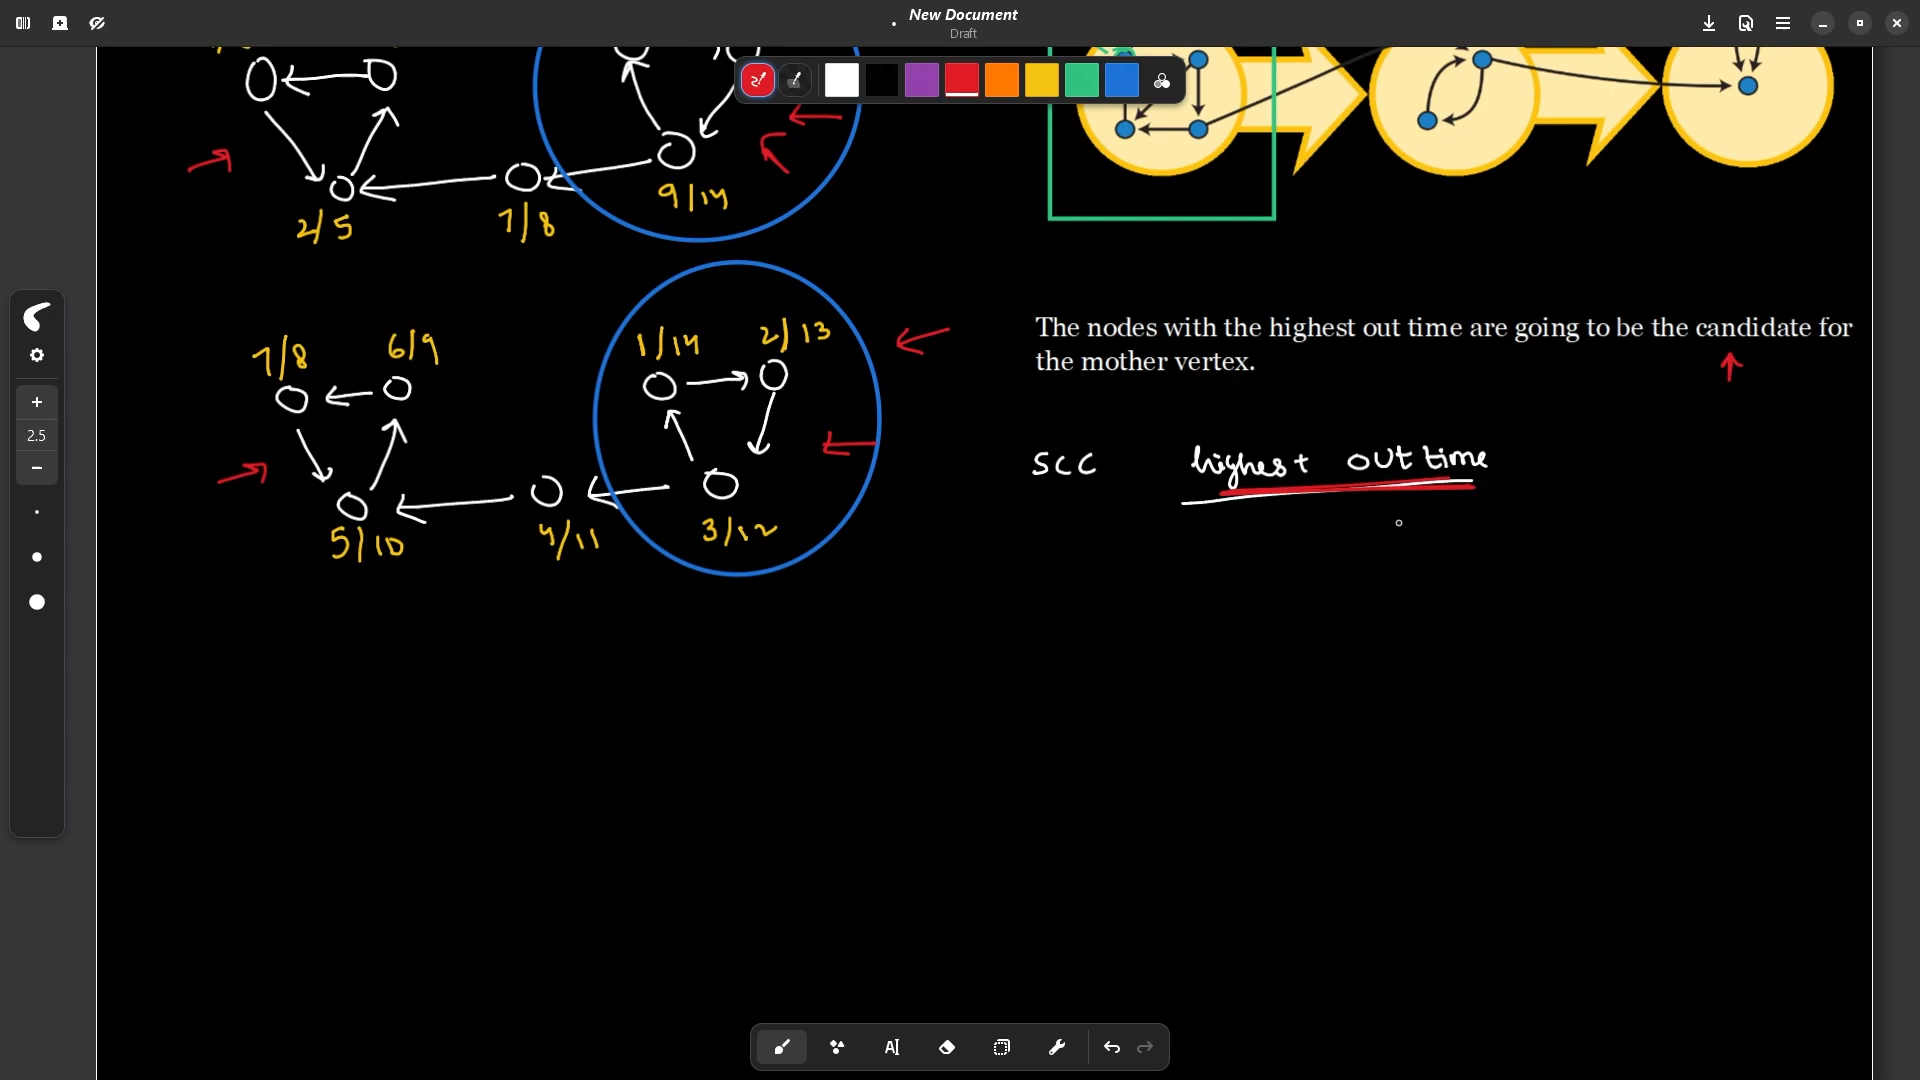 New Document
Draft
2/5
7/8
9/14
7/8
6/9
1/14
2/13
5/10
4/11
3/12
The nodes with the highest out time are going to be the candidate for
the mother vertex.
SCC highest out time
2.5
AI